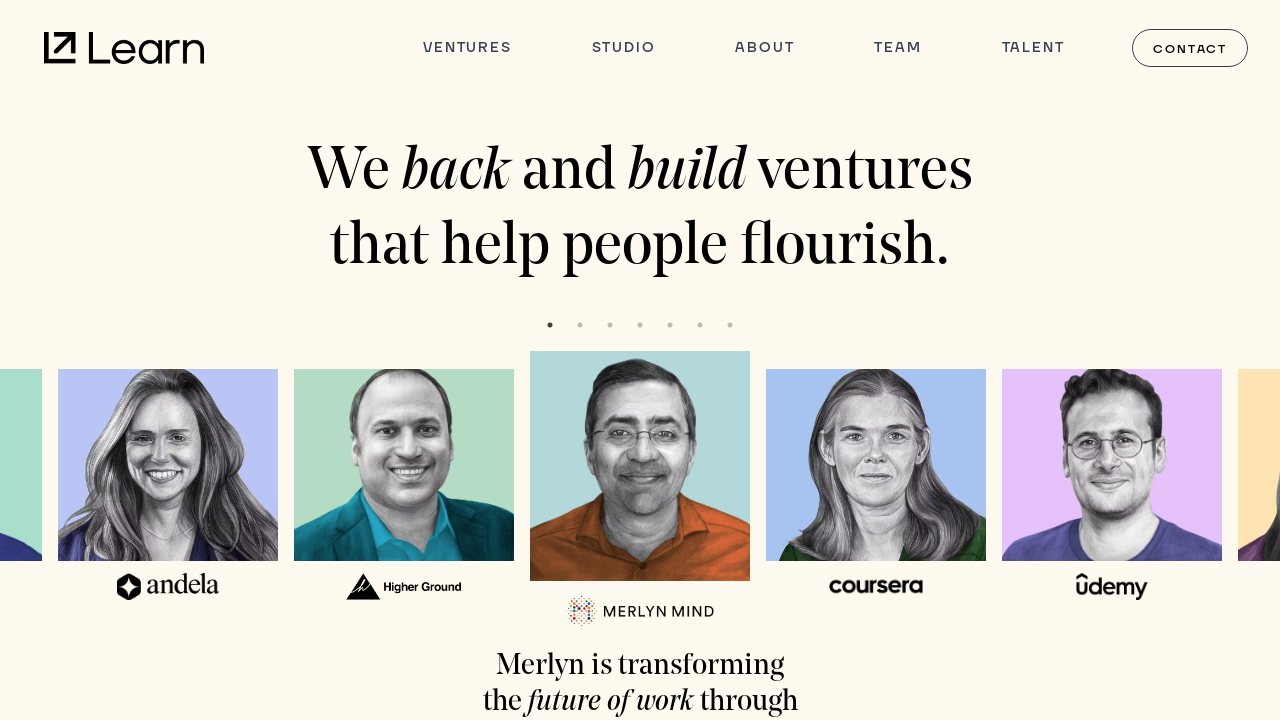 Learn
VENTURES
STUDIO
ABOUT
TEAM
TALENT
CONTACT
We back and build ventures
that help people flourish.
andela
Higher Ground
MERLYN MIND
coursera
udemy
Merlyn is transforming
the future of work through